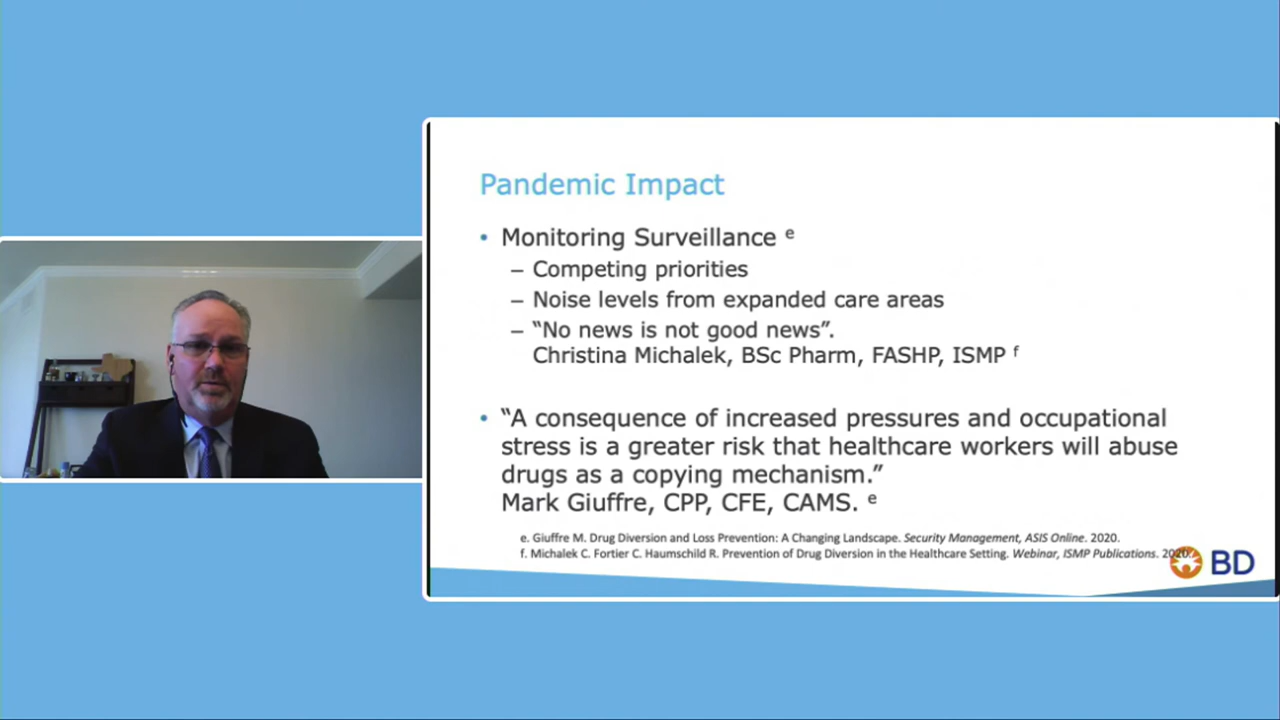 Pandemic Impact
• Monitoring Surveillance e
– Competing priorities
– Noise levels from expanded care areas
– “No news is not good news”.
Christina Michalek, BSc Pharm, FASHP, ISMP f
• “A consequence of increased pressures and occupational
stress is a greater risk that healthcare workers will abuse
drugs as a copying mechanism.”
Mark Giuffre, CPP, CFE, CAMS. e
e. Giuffre M. Drug Diversion and Loss Prevention: A Changing Landscape. Security Management, ASIS Online. 2020.
f. Michalek C. Fortier C. Haumschild R. Prevention of Drug Diversion in the Healthcare Setting. Webinar, ISMP Publications. 2020.
BD